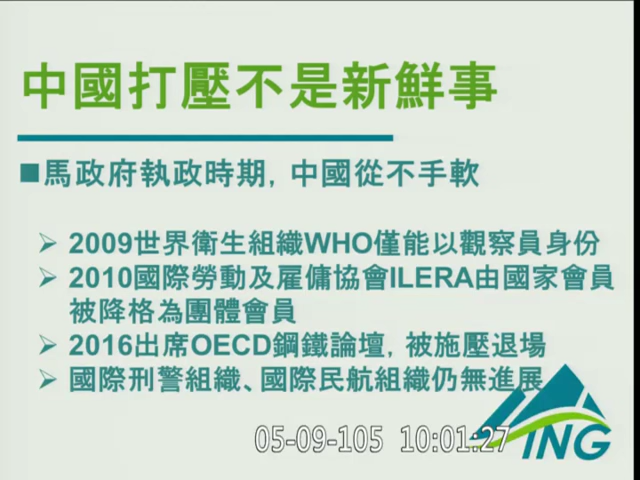 中國打壓不是新鮮事
■馬政府執政時期, 中國從不手軟
➢ 2009世界衛生組織WHO僅能以觀察員身份
➢ 2010國際勞動及雇傭協會ILERA由國家會員
被降格為團體會員
➢ 2016出席OECD鋼鐵論壇, 被施壓退場
➢ 國際刑警組織、國際民航組織仍無進展
05-09-105 10:01:27
ING